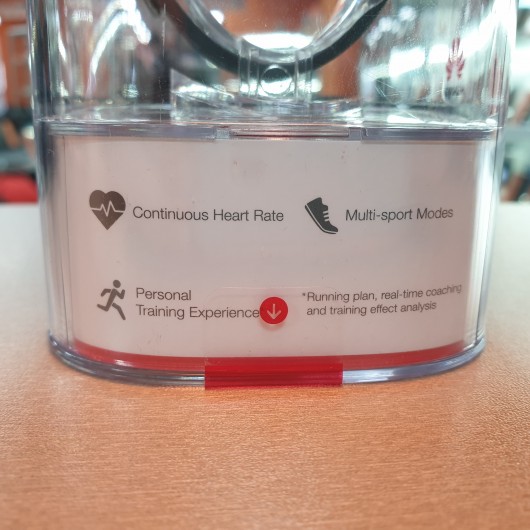 Continuous Heart Rate
Multi-sport Modes
Personal
Training Experience
*Running plan, real-time coaching
and training effect analysis